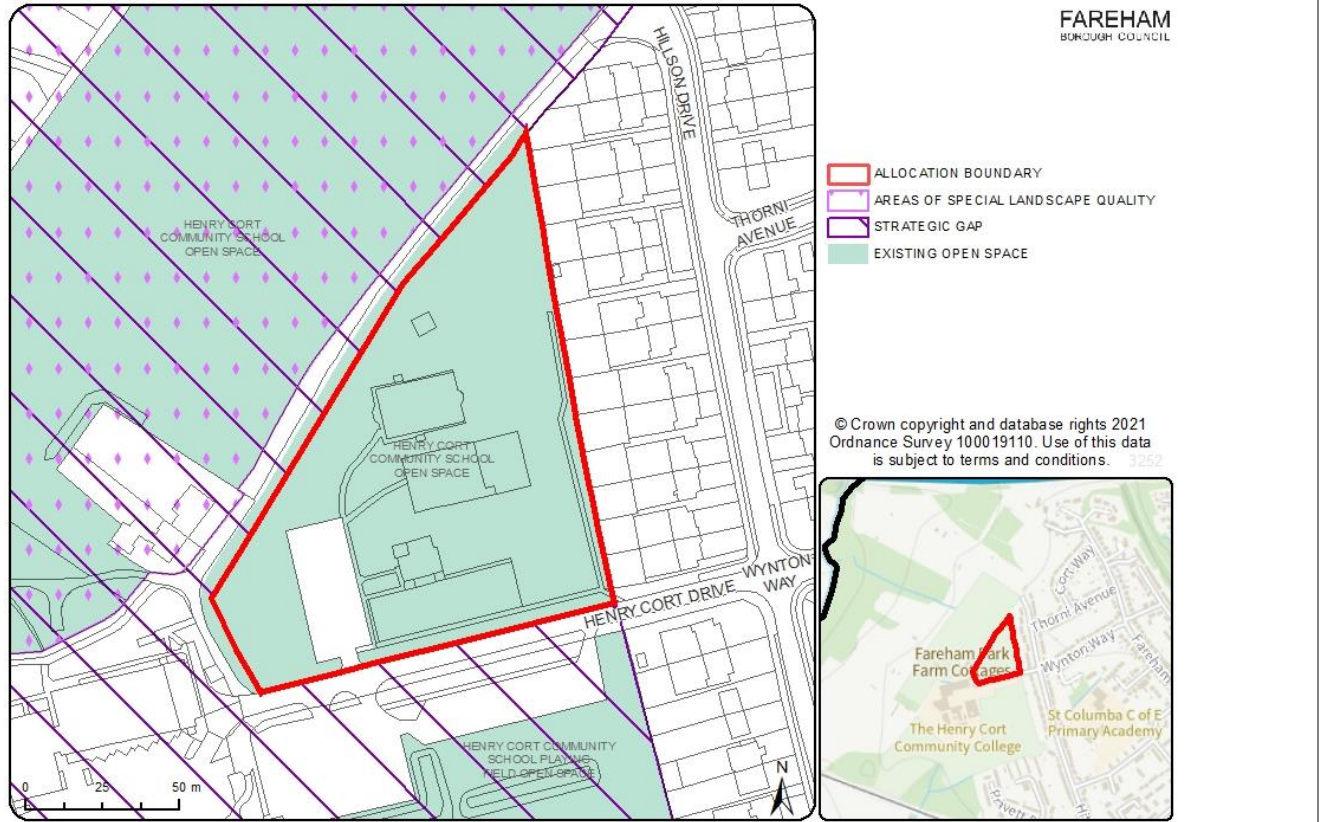 FAREHAM
BOROUGH COUNCIL
HILLSON DRIVE
THORNI
AVENUE
HENRY CORT
COMMUNITY SCHOOL
OPEN SPACE
HENRY CORT
COMMUNITY SCHOOL
OPEN SPACE
WYNTON
WAY
HENRY CORT DRIVE
HENRY CORT COMMUNITY
SCHOOL PLAYING
FIELD OPEN SPACE
0 25 50 m
N
ALLOCATION BOUNDARY
AREAS OF SPECIAL LANDSCAPE QUALITY
STRATEGIC GAP
EXISTING OPEN SPACE
© Crown copyright and database rights 2021
Ordnance Survey 100019110. Use of this data
is subject to terms and conditions. 3252
Cort Way
Thorni Avenue
Fareham Park
Farm Cottages
Wynton Way
Fareham
St Columba C of E
Primary Academy
The Henry Cort
Community College
Privett